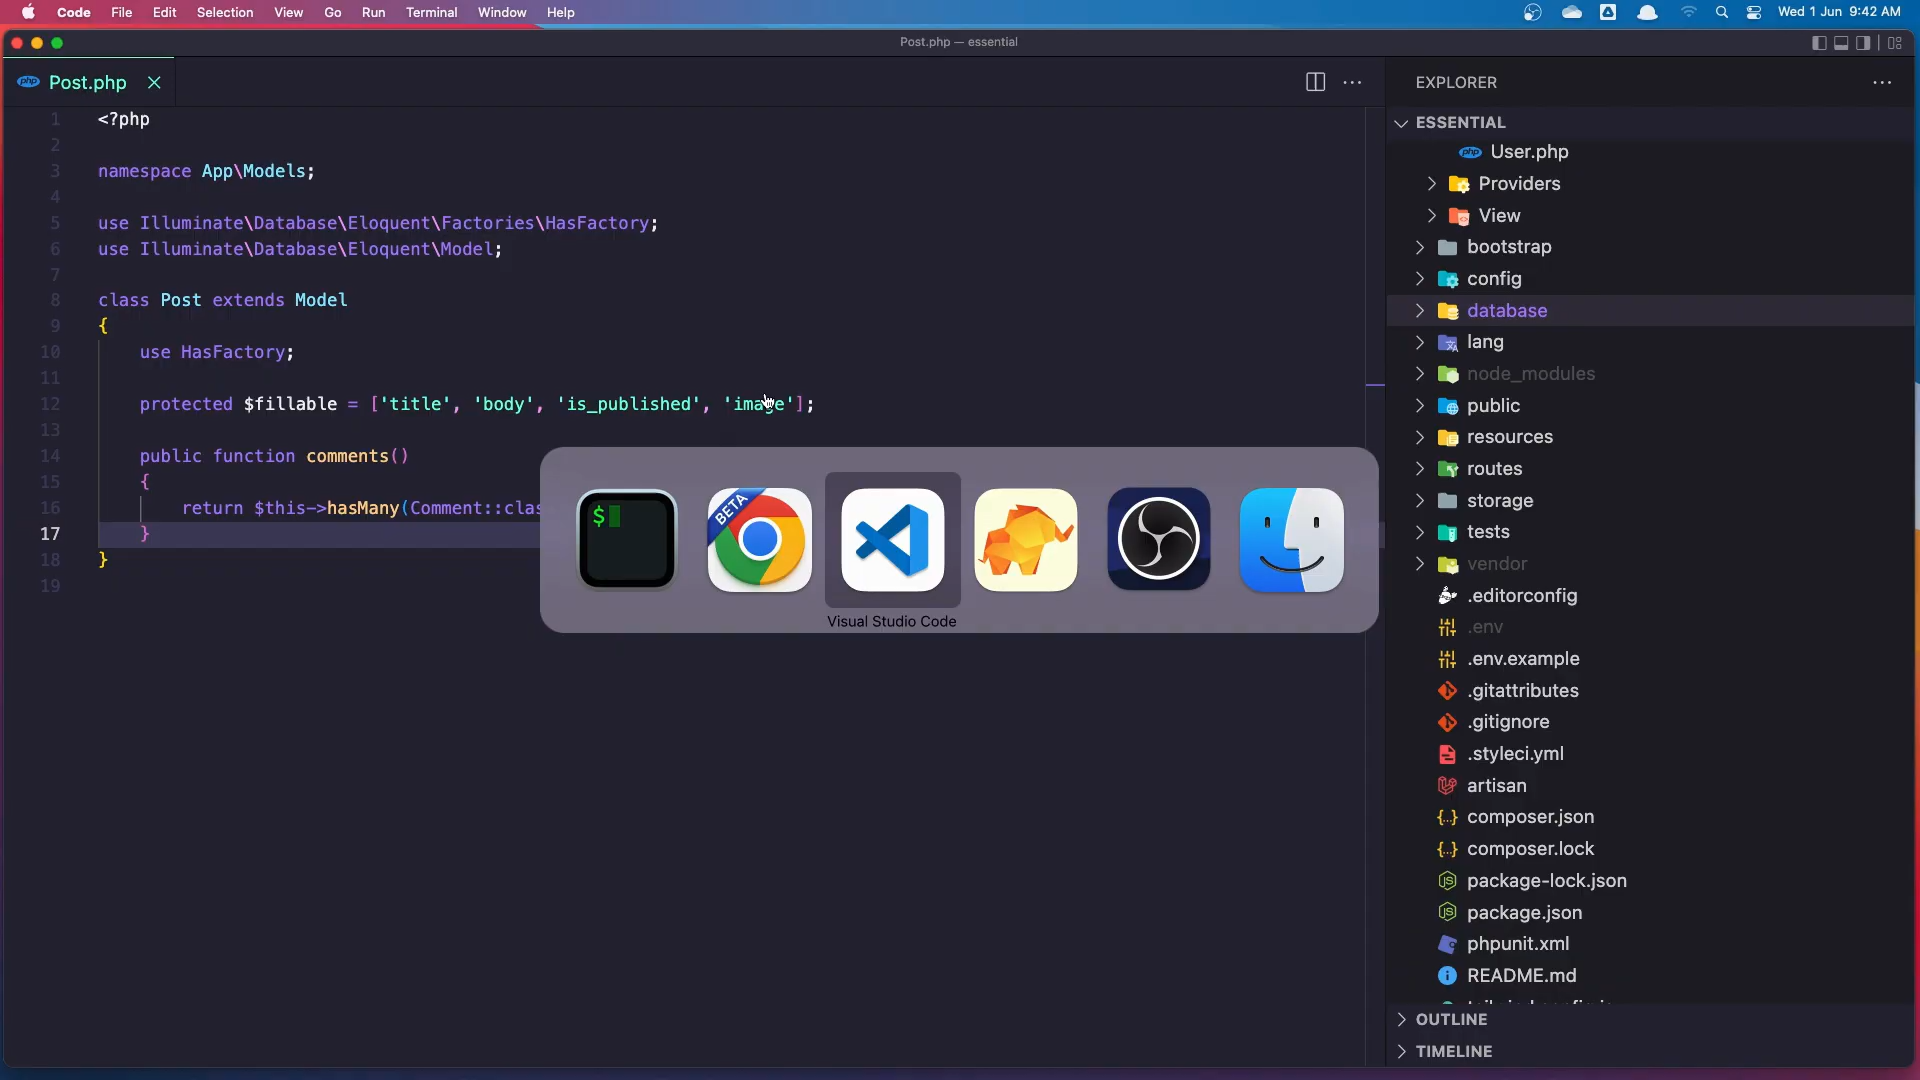 Code File Edit Selection View Go Run Terminal Window Help
Wed 1 Jun 9:42 AM
Post.php — essential
php Post.php
EXPLORER
ESSENTIAL
php User.php
Providers
View
bootstrap
config
database
lang
node_modules
public
resources
routes
storage
tests
vendor
.editorconfig
.env
.env.example
.gitattributes
.gitignore
.styleci.yml
artisan
composer.json
composer.lock
package-lock.json
package.json
phpunit.xml
README.md
OUTLINE
TIMELINE
1 <?php
2
3 namespace App\Models;
4
5 use Illuminate\Database\Eloquent\Factories\HasFactory;
6 use Illuminate\Database\Eloquent\Model;
7
8 class Post extends Model
9 {
10 use HasFactory;
11
12 protected $fillable = ['title', 'body', 'is_published', 'image'];
13
14 public function comments()
15 {
16 return $this->hasMany(Comment::clas
17 }
18 }
19
$
BETA
Visual Studio Code